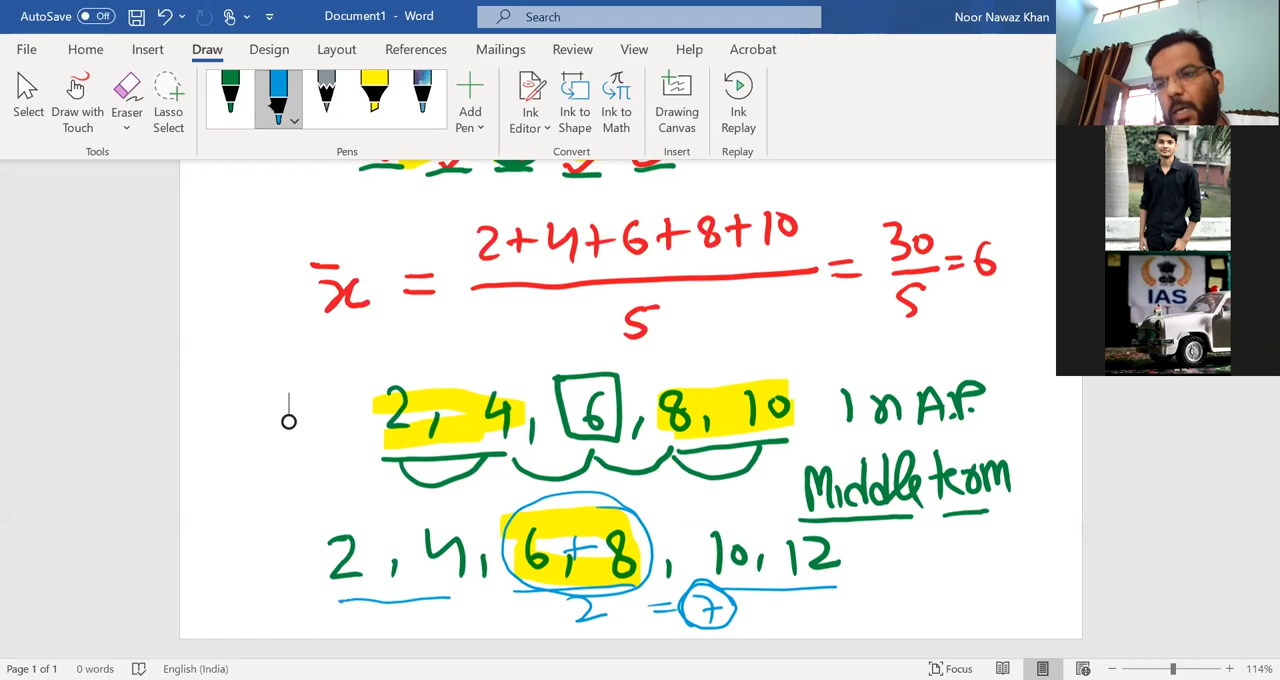 AutoSave Off Document1 - Word Search Noor Nawaz Khan
File Home Insert Draw Design Layout References Mailings Review View Help Acrobat
Select Draw with Touch Eraser Lasso Select Add Pen Ink Editor Ink to Shape Ink to Math Drawing Canvas Ink Replay
Tools Pens Convert Insert Replay
x̄ = (2+4+6+8+10)/5 = 30/5 = 6
2, 4, 6, 8, 10 In A.P.
Middle term
2, 4, 6,+8, 10, 12
2 = 7
IAS
Page 1 of 1 0 words English (India) Focus 114%